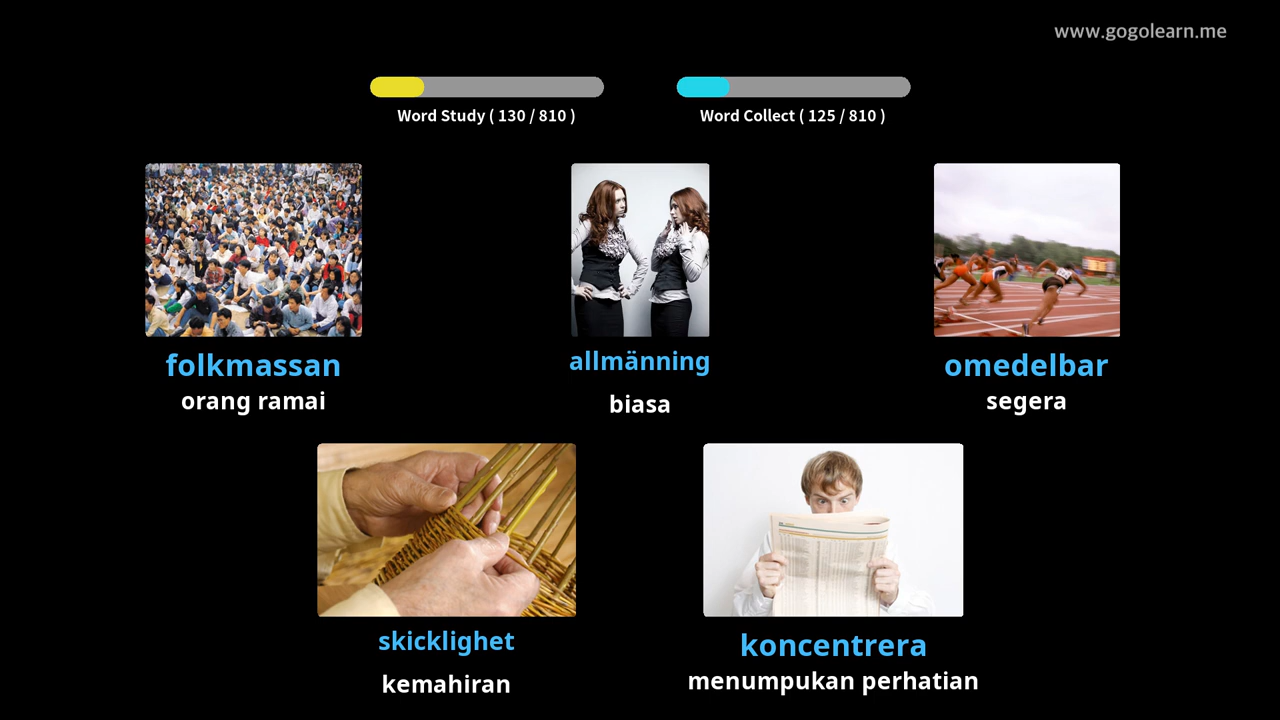 www.gogolearn.me
Word Study ( 130 / 810 )
Word Collect ( 125 / 810 )
folkmassan
orang ramai
allmänning
biasa
omedelbar
segera
skicklighet
kemahiran
koncentrera
menumpukan perhatian